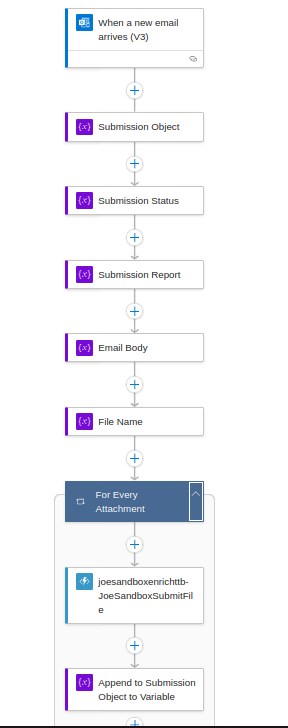 When a new email
arrives (V3)
Submission Object
Submission Status
Submission Report
Email Body
File Name
For Every
Attachment
joesandboxenrichttb-
JoeSandboxSubmitFil
e
Append to Submission
Object to Variable